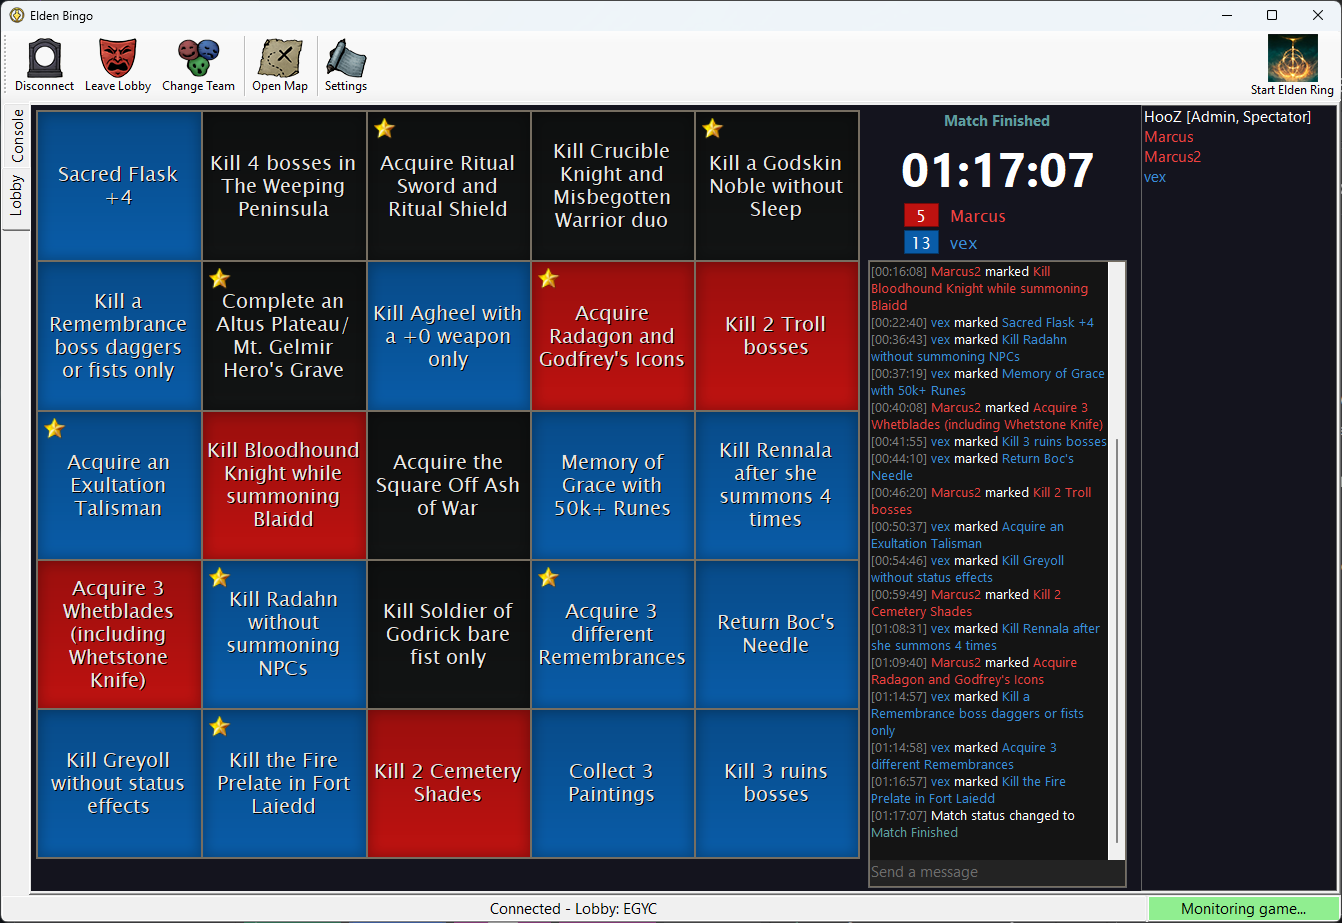 Elden Bingo
Disconnect
Leave Lobby
Change Team
Open Map
Settings
Start Elden Ring
Console
Lobby
Sacred Flask
+4
Kill 4 bosses in
The Weeping
Peninsula
Acquire Ritual
Sword and
Ritual Shield
Kill Crucible
Knight and
Misbegotten
Warrior duo
Kill a Godskin
Noble without
Sleep
Kill a
Remembrance
boss daggers
or fists only
Complete an
Altus Plateau/
Mt. Gelmir
Hero's Grave
Kill Agheel with
a +0 weapon
only
Acquire
Radagon and
Godfrey's Icons
Kill 2 Troll
bosses
Acquire an
Exultation
Talisman
Kill Bloodhound
Knight while
summoning
Blaidd
Acquire the
Square Off Ash
of War
Memory of
Grace with
50k+ Runes
Kill Rennala
after she
summons 4
times
Acquire 3
Whetblades
(including
Whetstone
Knife)
Kill Radahn
without
summoning
NPCs
Kill Soldier of
Godrick bare
fist only
Acquire 3
different
Remembrances
Return Boc's
Needle
Kill Greyoll
without status
effects
Kill the Fire
Prelate in Fort
Laiedd
Kill 2 Cemetery
Shades
Collect 3
Paintings
Kill 3 ruins
bosses
Match Finished
01:17:07
5 Marcus
13 vex
[00:16:08] Marcus2 marked Kill
Bloodhound Knight while summoning
Blaidd
[00:22:40] vex marked Sacred Flask +4
[00:36:43] vex marked Kill Radahn
without summoning NPCs
[00:37:19] vex marked Memory of Grace
with 50k+ Runes
[00:40:08] Marcus2 marked Acquire 3
Whetblades (including Whetstone Knife)
[00:41:55] vex marked Kill 3 ruins bosses
[00:44:10] vex marked Return Boc's
Needle
[00:46:20] Marcus2 marked Kill 2 Troll
bosses
[00:50:37] vex marked Acquire an
Exultation Talisman
[00:54:46] vex marked Kill Greyoll
without status effects
[00:59:49] Marcus2 marked Kill 2
Cemetery Shades
[01:08:31] vex marked Kill Rennala after
she summons 4 times
[01:09:40] Marcus2 marked Acquire
Radagon and Godfrey's Icons
[01:14:57] vex marked Kill a
Remembrance boss daggers or fists
only
[01:14:58] vex marked Acquire 3
different Remembrances
[01:16:57] vex marked Kill the Fire
Prelate in Fort Laiedd
[01:17:07] Match status changed to
Match Finished
Send a message
HooZ [Admin, Spectator]
Marcus
Marcus2
vex
Connected - Lobby: EGYC
Monitoring game...